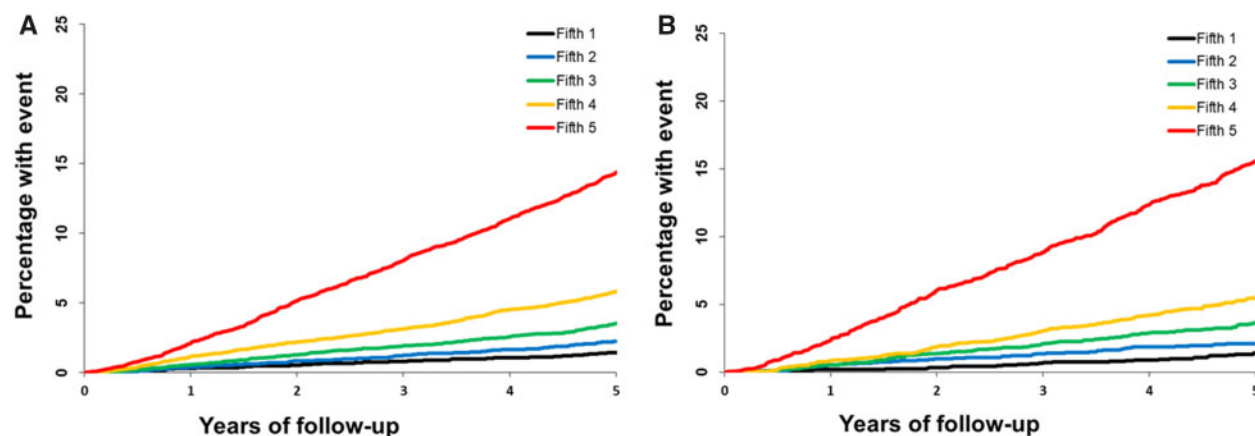 A
Percentage with event
25
20
15
10
5
0
0 1 2 3 4 5
Years of follow-up
Fifth 1
Fifth 2
Fifth 3
Fifth 4
Fifth 5
B
Percentage with event
25
20
15
10
5
0
0 1 2 3 4 5
Years of follow-up
Fifth 1
Fifth 2
Fifth 3
Fifth 4
Fifth 5